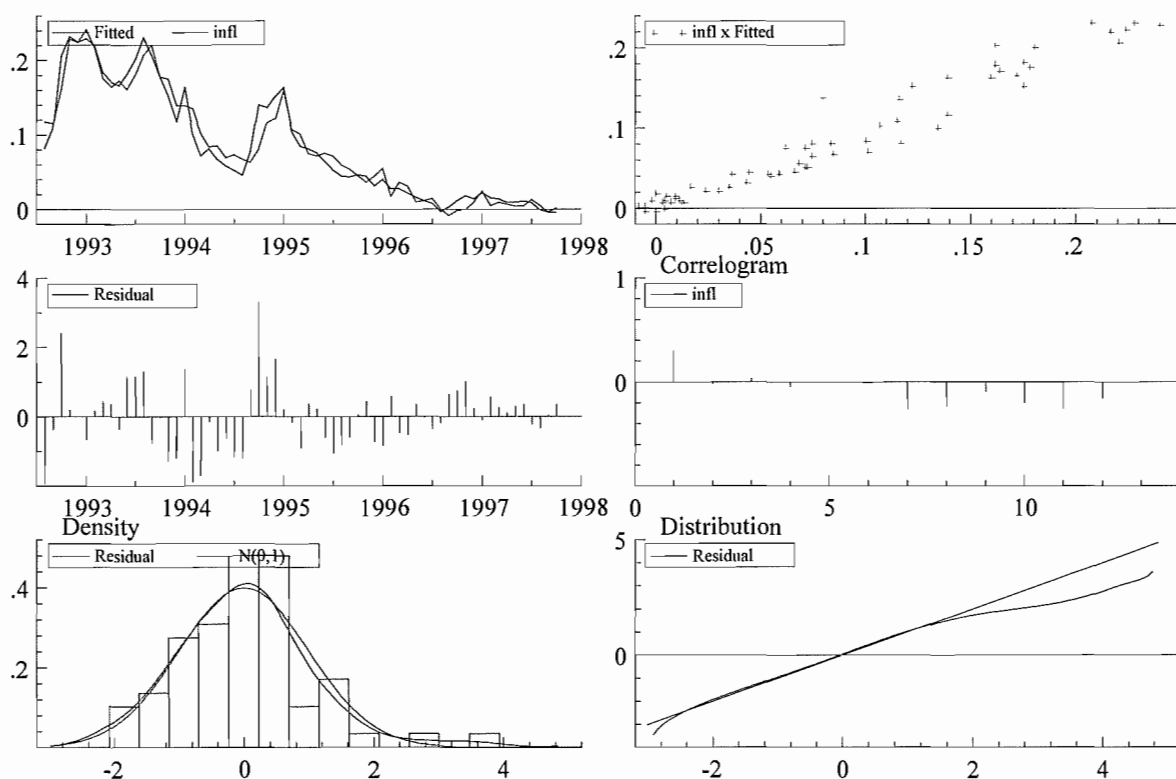 Fitted infl
.2
.1
0
1993 1994 1995 1996 1997 1998
infl x Fitted
.2
.1
0
0 .05 .1 .15 .2
4
Residual
2
0
1993 1994 1995 1996 1997 1998
Correlogram
1
infl
0
0 5 10
Density
Residual N(0,1)
.4
.2
-2 0 2 4
Distribution
5
Residual
0
-2 0 2 4